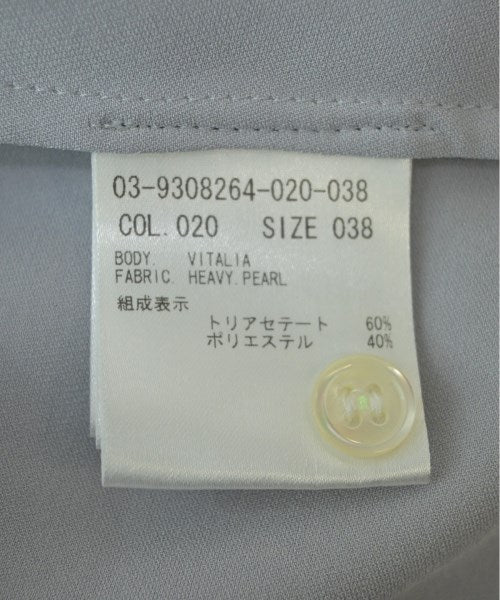 03-9308264-020-038
COL.020 SIZE 038
BODY. VITALIA
FABRIC. HEAVY.PEARL
組成表示
トリアセテート 60%
ポリエステル 40%